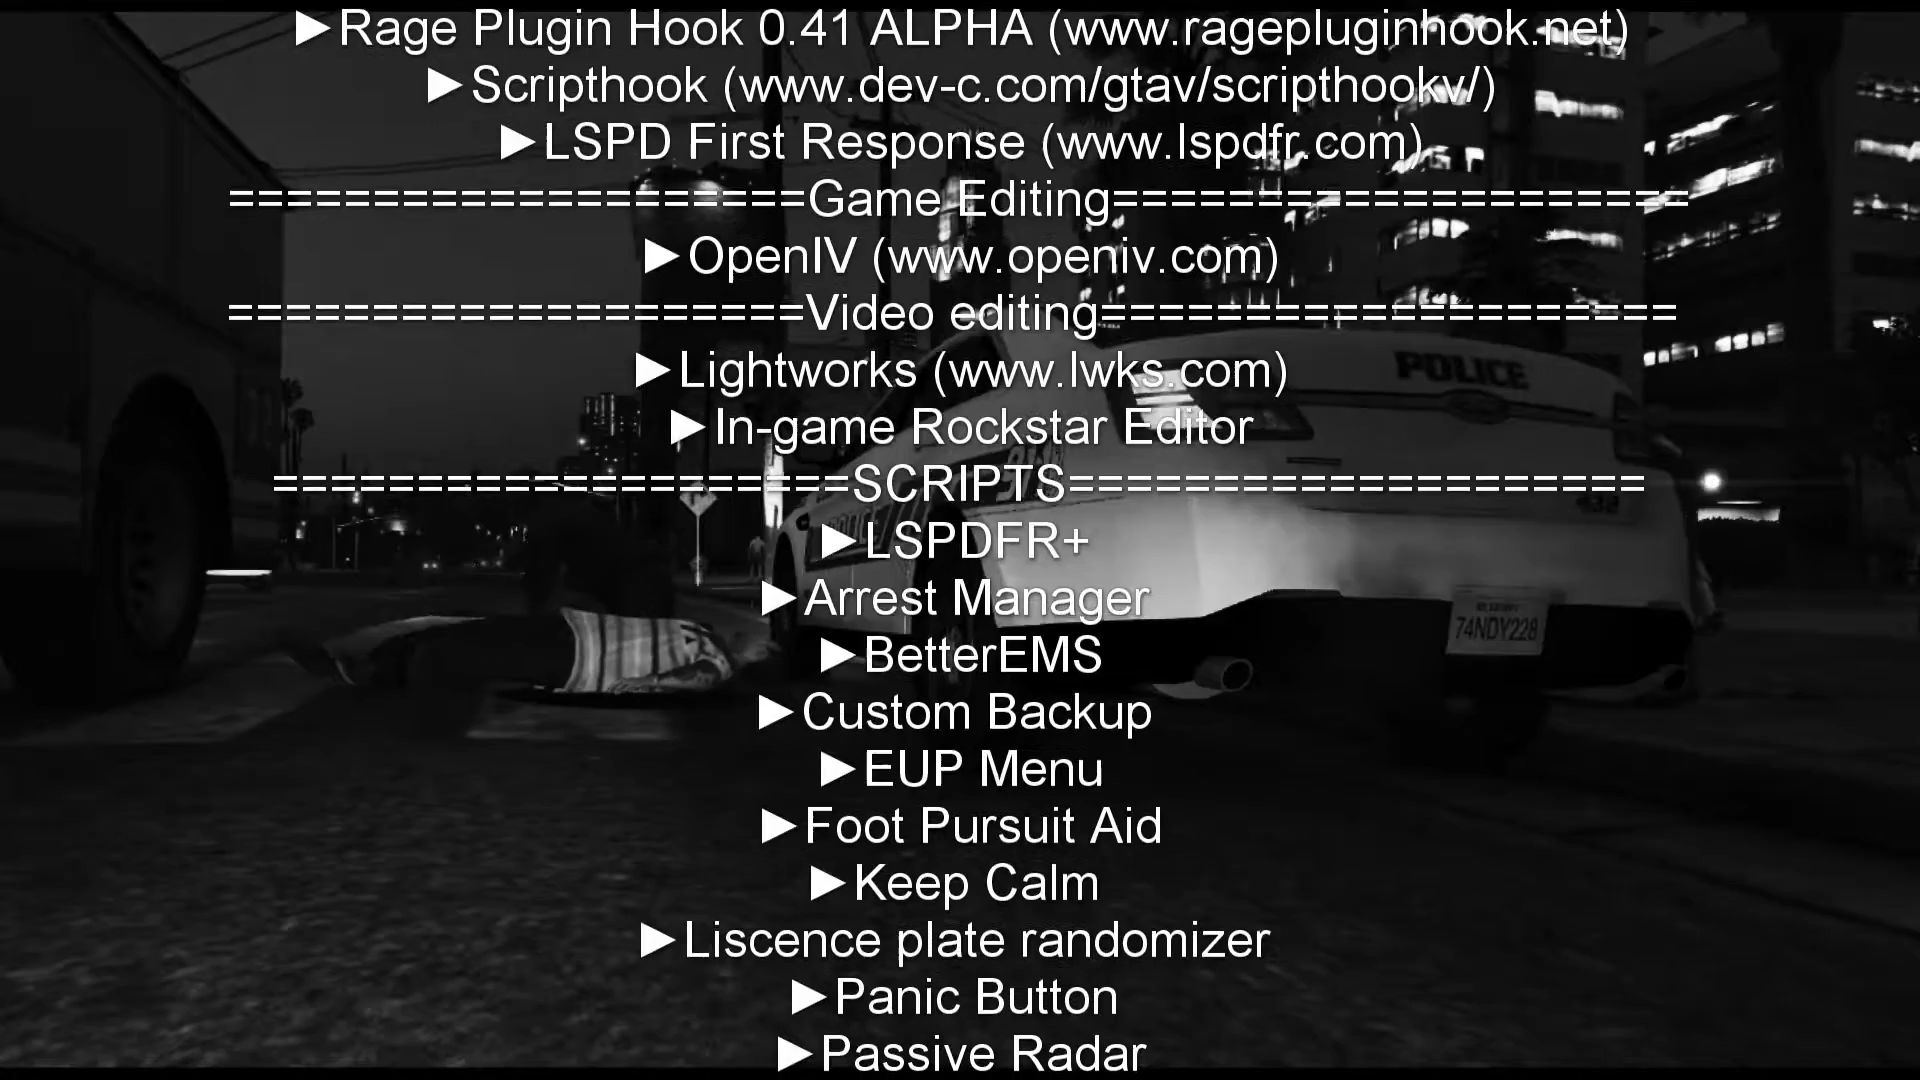 ►Rage Plugin Hook 0.41 ALPHA (www.ragepluginhook.net)
►Scripthook (www.dev-c.com/gtav/scripthookv/)
►LSPD First Response (www.lspdfr.com)
====================Game Editing====================
►OpenIV (www.openiv.com)
====================Video editing====================
►Lightworks (www.lwks.com)
►In-game Rockstar Editor
====================SCRIPTS====================
►LSPDFR+
►Arrest Manager
►BetterEMS
►Custom Backup
►EUP Menu
►Foot Pursuit Aid
►Keep Calm
►Liscence plate randomizer
►Panic Button
►Passive Radar
POLICE
74NDY228